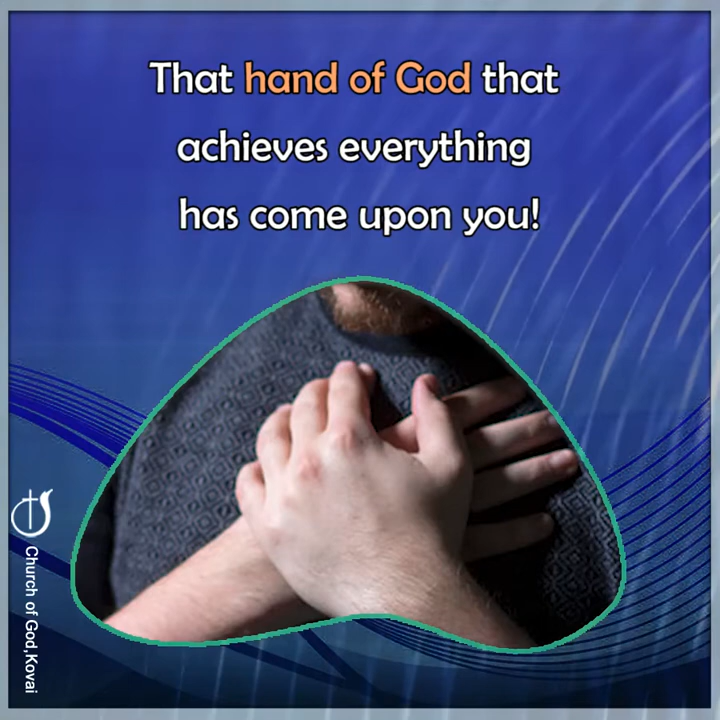 That hand of God that
achieves everything
has come upon you!
Church of God,Kovai